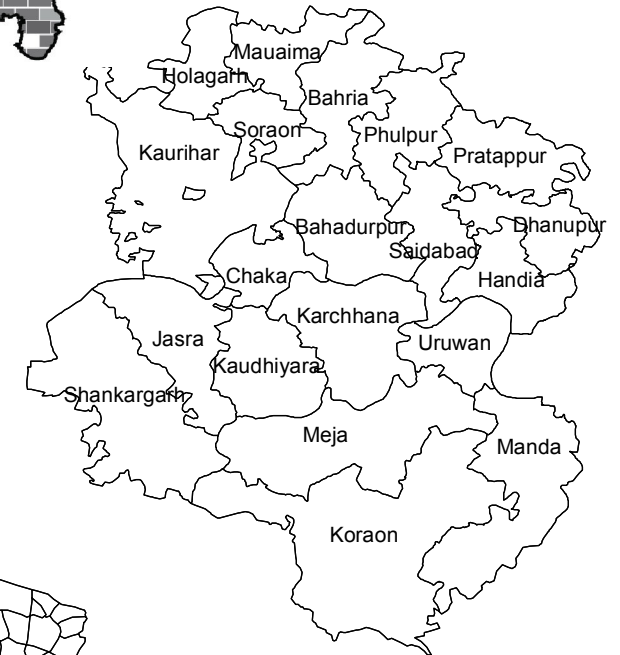 Mauaima
Holagarh
Bahria
Soraon
Phulpur
Kaurihar
Pratappur
Bahadurpur
Dhanupur
Saidabad
Chaka
Handia
Karchhana
Jasra
Uruwan
Kaudhiyara
Shankargarh
Meja
Manda
Koraon